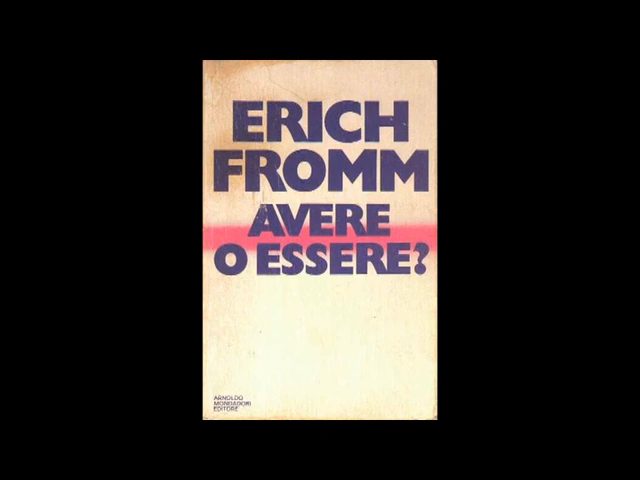 ERICH
FROMM
AVERE
O ESSERE?
ARNOLDO
MONDADORI
EDITORE